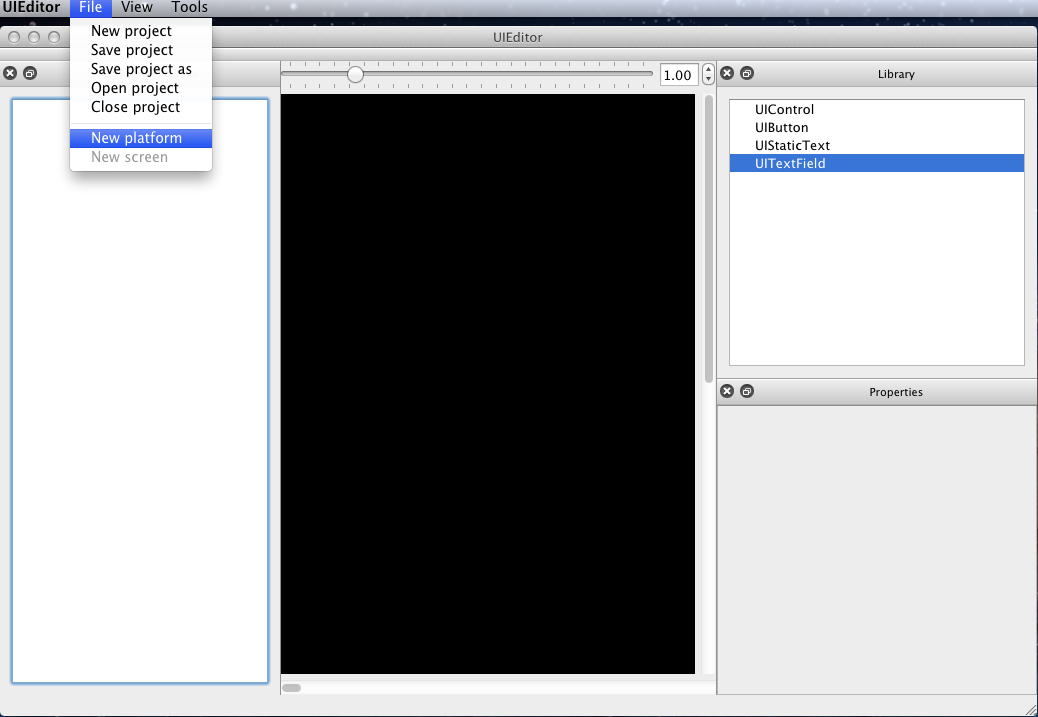 UIEditor File View Tools
UIEditor
New project
Save project
Save project as
Open project
Close project
New platform
New screen
1.00
Library
UIControl
UIButton
UIStaticText
UITextField
Properties